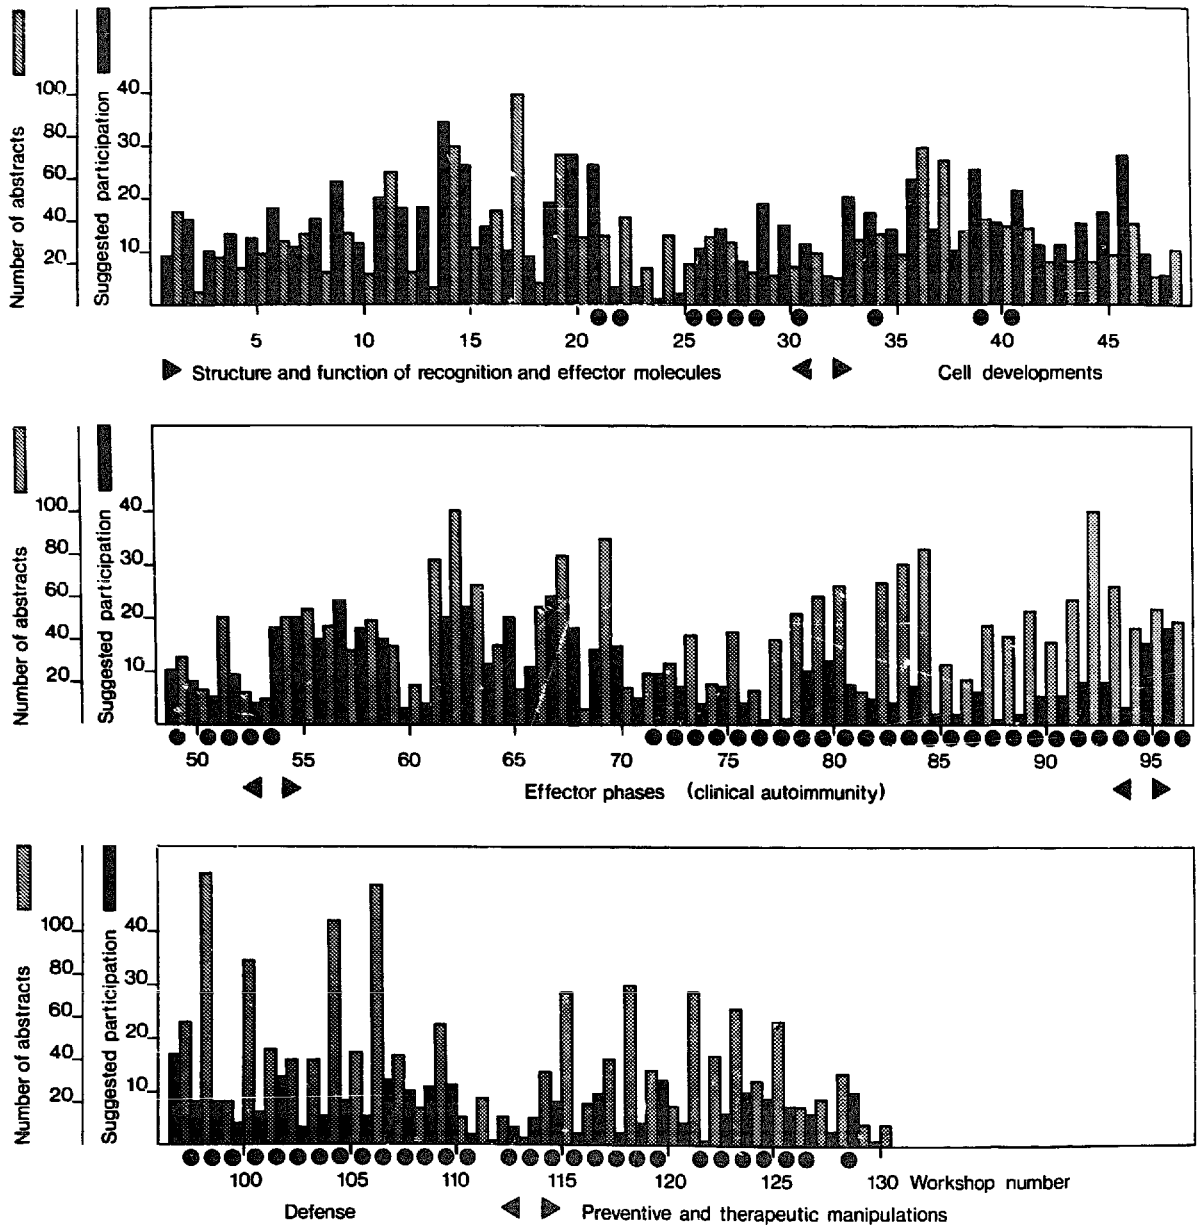 Number of abstracts
100
80
60
40
20
Suggested participation
40
30
20
10
5 10 15 20 25 30 35 40 45
Structure and function of recognition and effector molecules Cell developments
Number of abstracts
100
80
60
40
20
Suggested participation
40
30
20
10
50 55 60 65 70 75 80 85 90 95
Effector phases (clinical autoimmunity)
Number of abstracts
100
80
60
40
20
Suggested participation
40
30
20
10
100 105 110 115 120 125 130 Workshop number
Defense Preventive and therapeutic manipulations